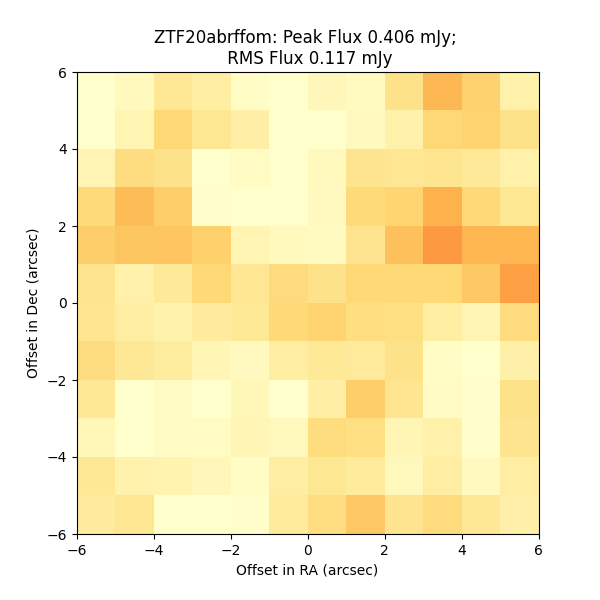 ZTF20abrffom: Peak Flux 0.406 mJy;
RMS Flux 0.117 mJy
6
4
2
0
−2
−4
−6
Offset in Dec (arcsec)
−6 −4 −2 0 2 4 6
Offset in RA (arcsec)